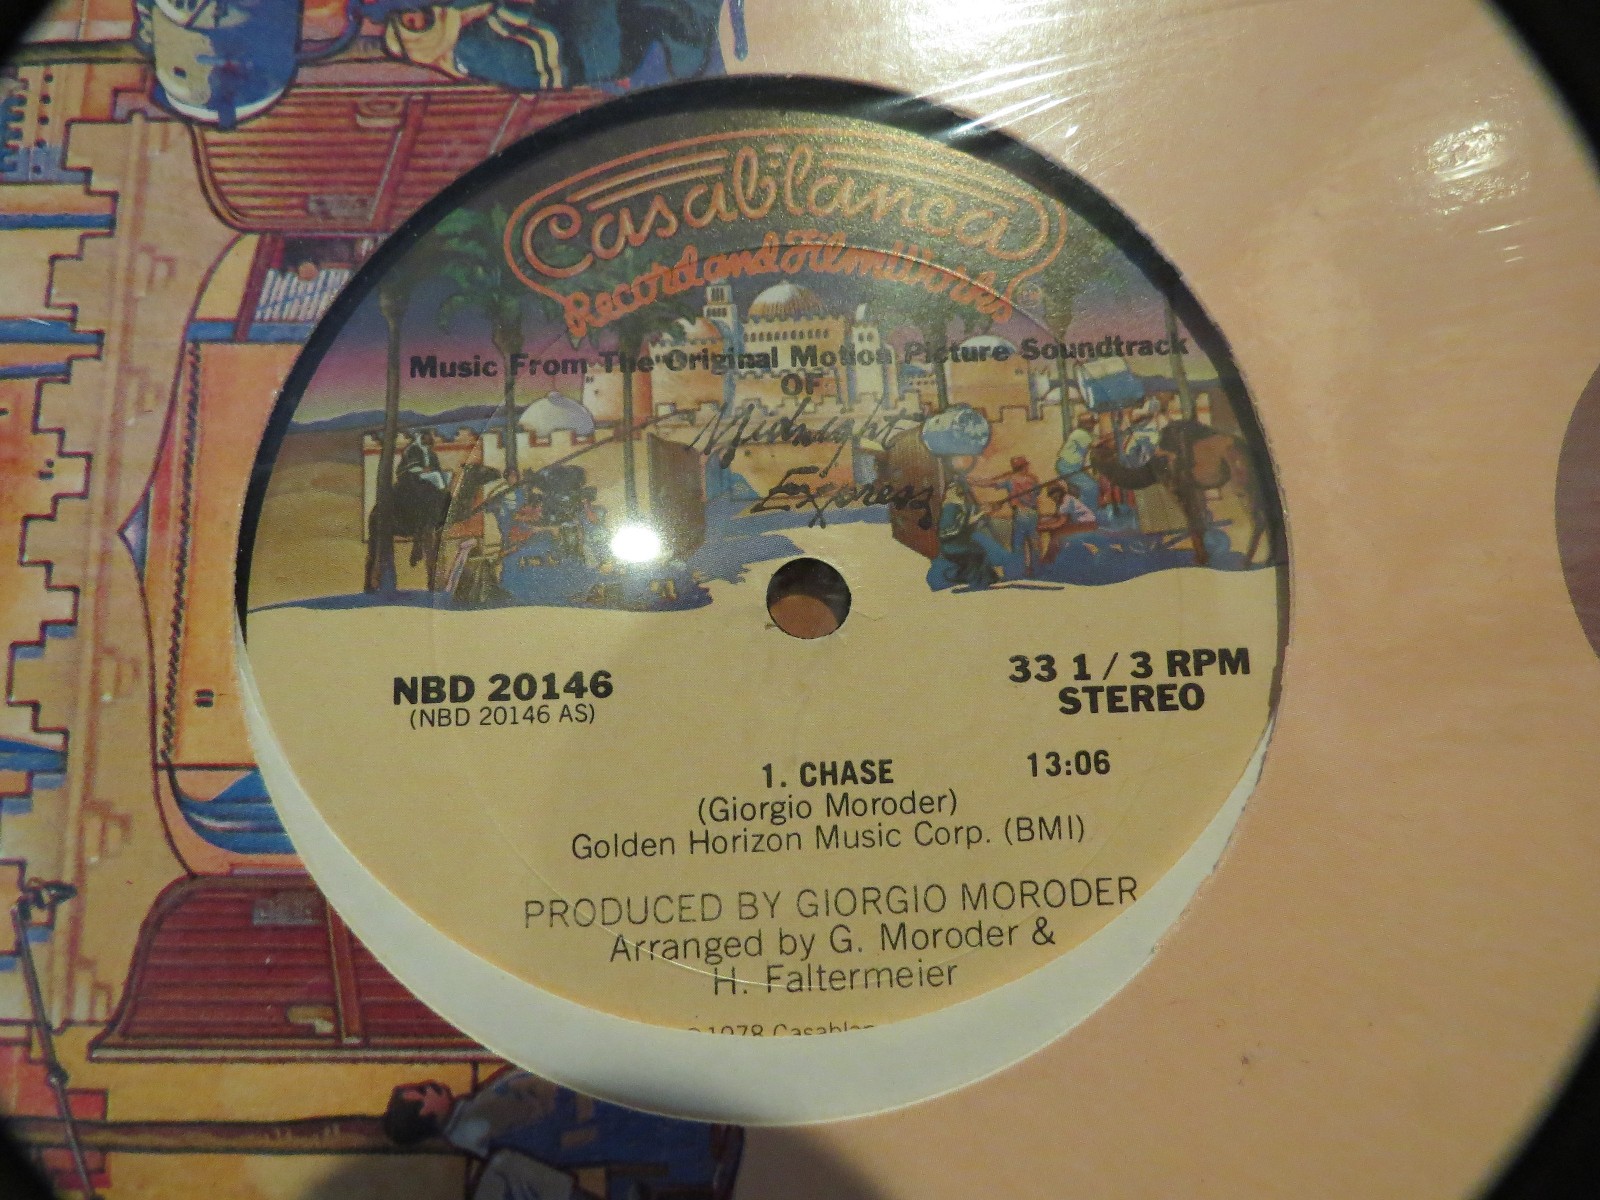 Casablanca
Record and FilmWorks
Music From The Original Motion Picture Soundtrack
OF
Midnight
Express
NBD 20146
(NBD 20146 AS)
33 1/3 RPM
STEREO
1. CHASE 13:06
(Giorgio Moroder)
Golden Horizon Music Corp. (BMI)
PRODUCED BY GIORGIO MORODER
Arranged by G. Moroder &
H. Faltermeier
1978 Casablan